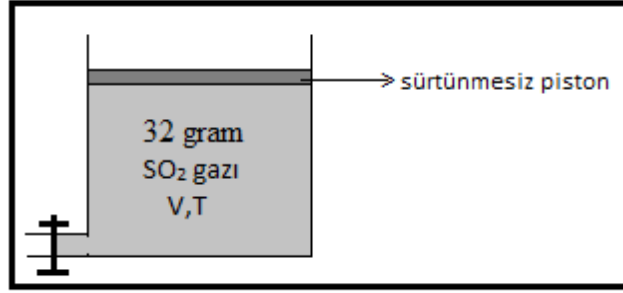 sürtünmesiz piston
32 gram
SO₂ gazı
V,T